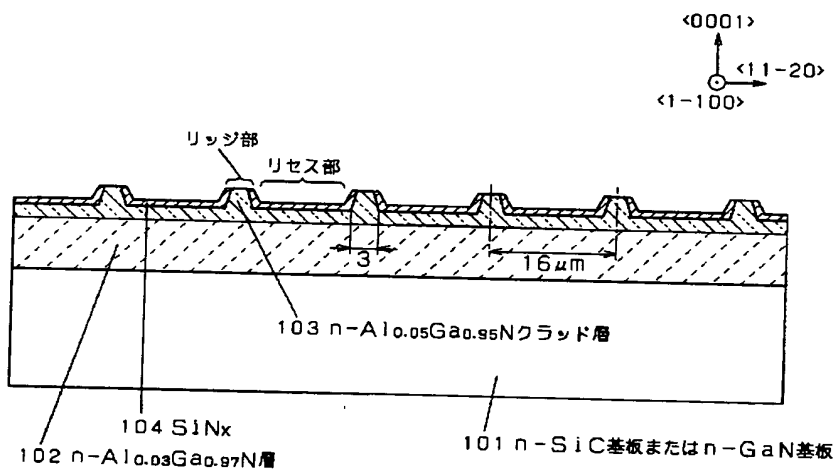 <0001>
<11-20>
<1-100>
リッジ部
リセス部
3
16μm
103 n-Al0.05Ga0.95Nクラッド層
104 SiNx
102 n-Al0.03Ga0.97N層
101 n-SiC基板またはn-GaN基板